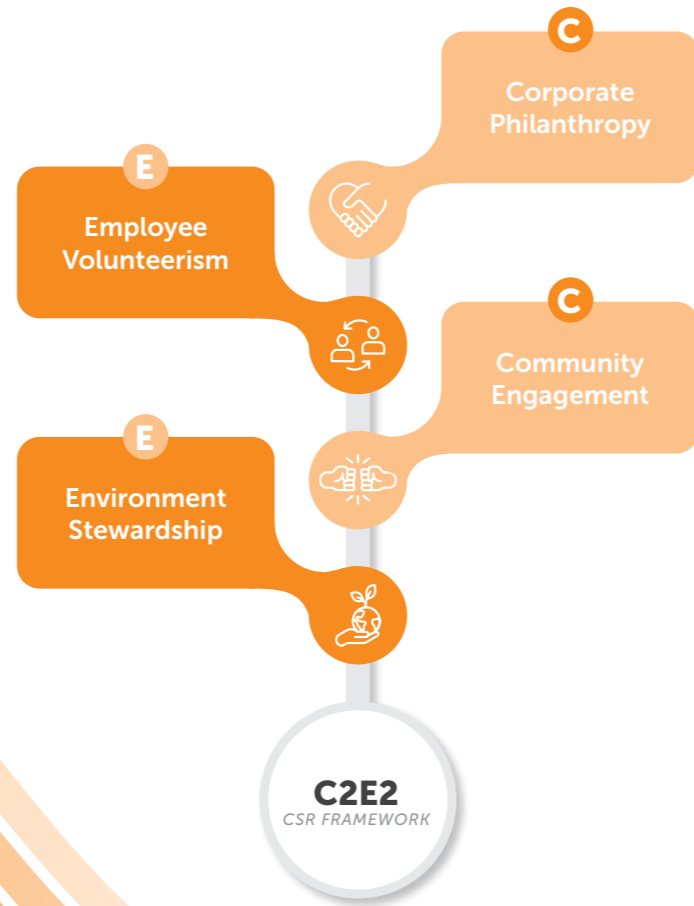 C
Corporate
Philanthropy
E
Employee
Volunteerism
C
Community
Engagement
E
Environment
Stewardship
C2E2
CSR FRAMEWORK